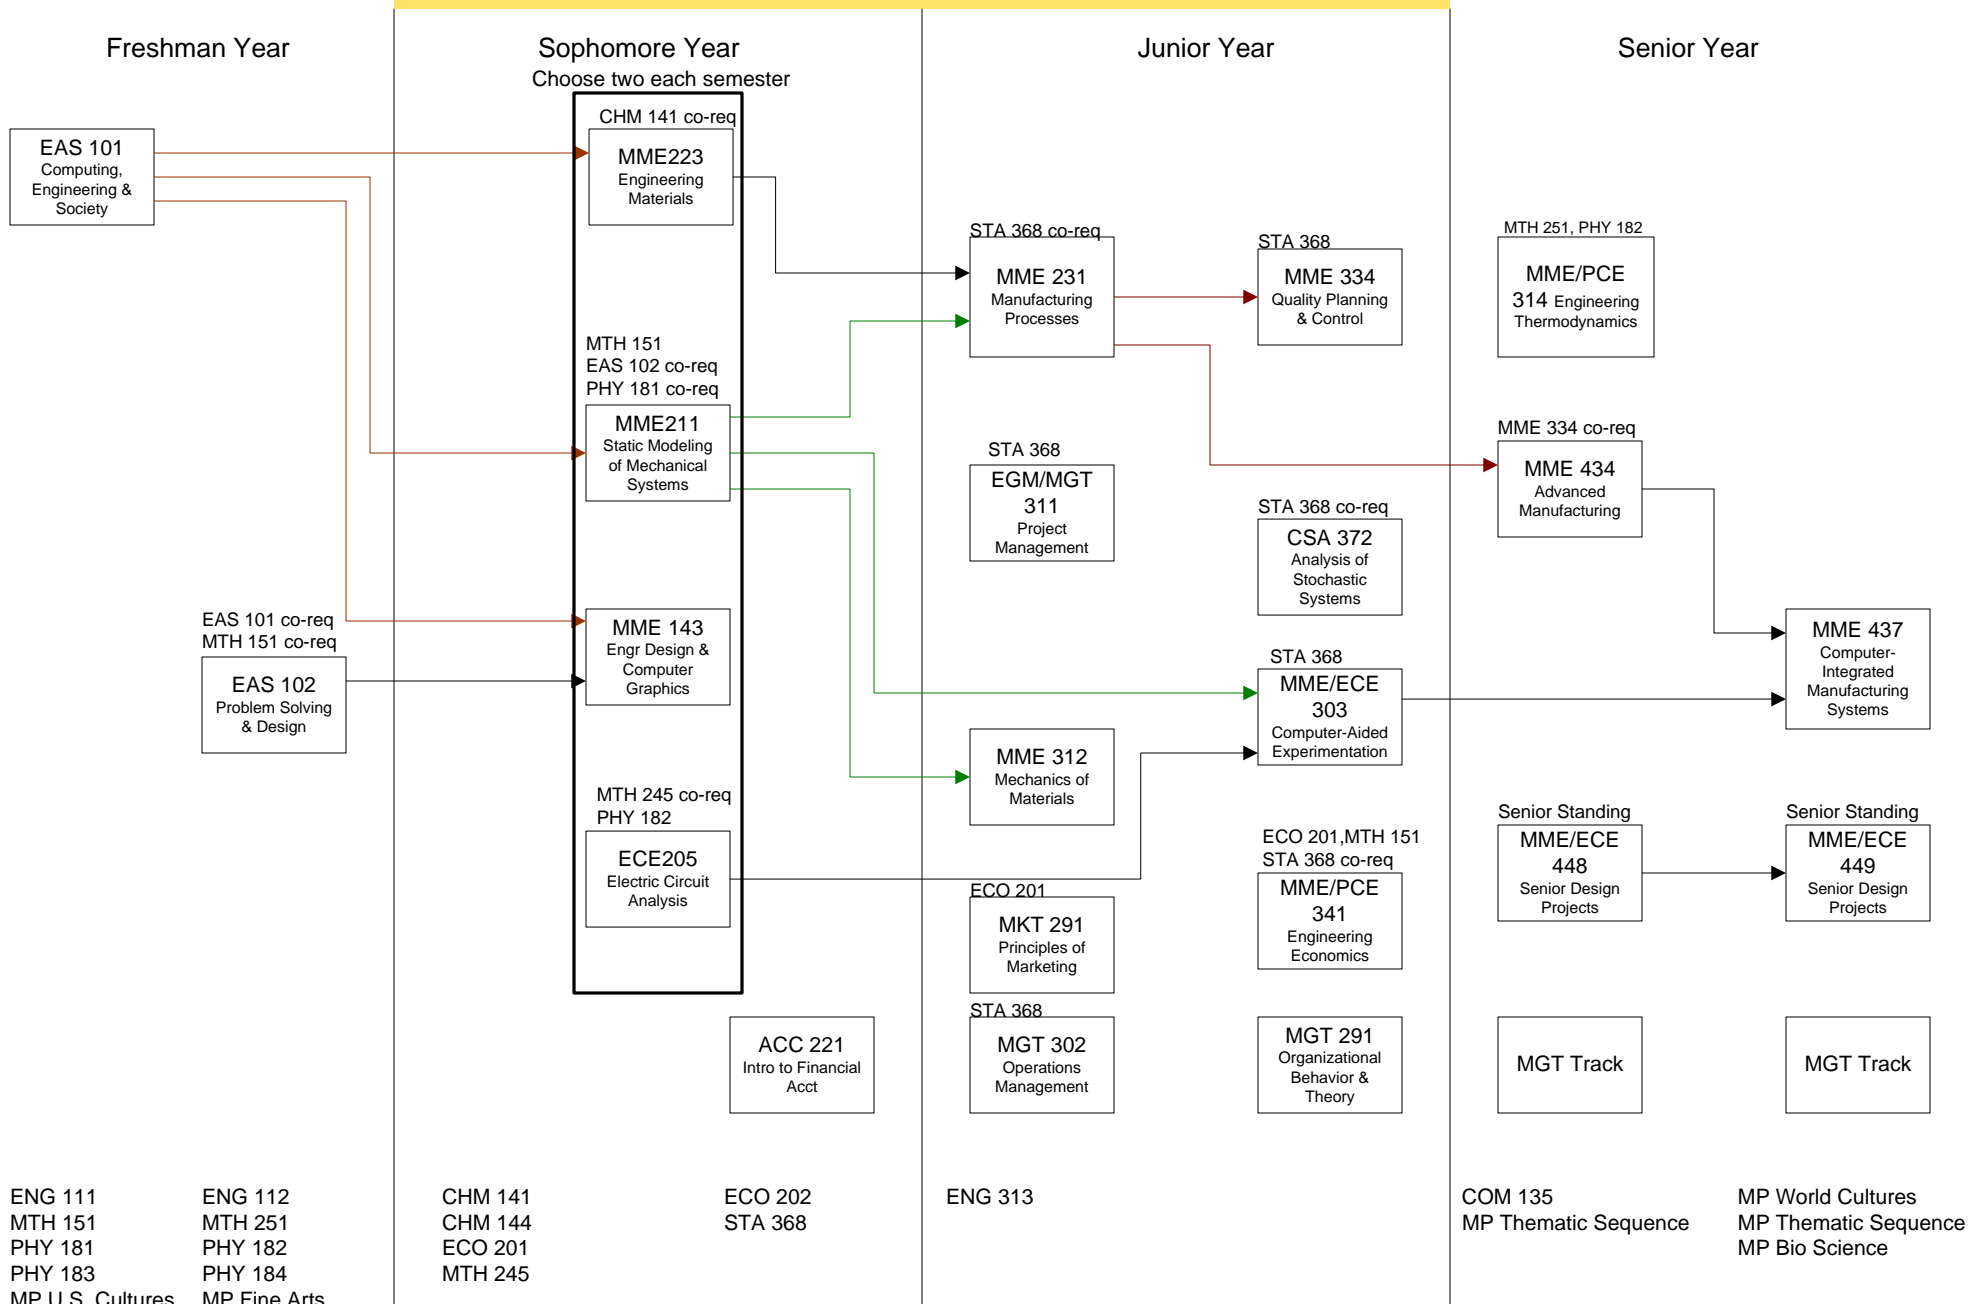 Freshman Year
EAS 101
Computing,
Engineering &
Society
EAS 101 co-req
MTH 151 co-req
EAS 102
Problem Solving
& Design
Sophomore Year
Choose two each semester
CHM 141 co-req
MME223
Engineering
Materials
MTH 151
EAS 102 co-req
PHY 181 co-req
MME211
Static Modeling
of Mechanical
Systems
MME 143
Engr Design &
Computer
Graphics
MTH 245 co-req
PHY 182
ECE205
Electric Circuit
Analysis
ACC 221
Intro to Financial
Acct
Junior Year
STA 368 co-req
MME 231
Manufacturing
Processes
STA 368
EGM/MGT
311
Project
Management
MME 312
Mechanics of
Materials
ECO 201
MKT 291
Principles of
Marketing
STA 368
MGT 302
Operations
Management
STA 368
MME 334
Quality Planning
& Control
STA 368 co-req
CSA 372
Analysis of
Stochastic
Systems
STA 368
MME/ECE
303
Computer-Aided
Experimentation
ECO 201,MTH 151
STA 368 co-req
MME/PCE
341
Engineering
Economics
MGT 291
Organizational
Behavior &
Theory
Senior Year
MTH 251, PHY 182
MME/PCE
314 Engineering
Thermodynamics
MME 334 co-req
MME 434
Advanced
Manufacturing
Senior Standing
MME/ECE
448
Senior Design
Projects
MGT Track
MME 437
Computer-
Integrated
Manufacturing
Systems
Senior Standing
MME/ECE
449
Senior Design
Projects
MGT Track
ENG 111
MTH 151
PHY 181
PHY 183
MP U.S. Cultures
ENG 112
MTH 251
PHY 182
PHY 184
MP Fine Arts
CHM 141
CHM 144
ECO 201
MTH 245
ECO 202
STA 368
ENG 313
COM 135
MP Thematic Sequence
MP World Cultures
MP Thematic Sequence
MP Bio Science